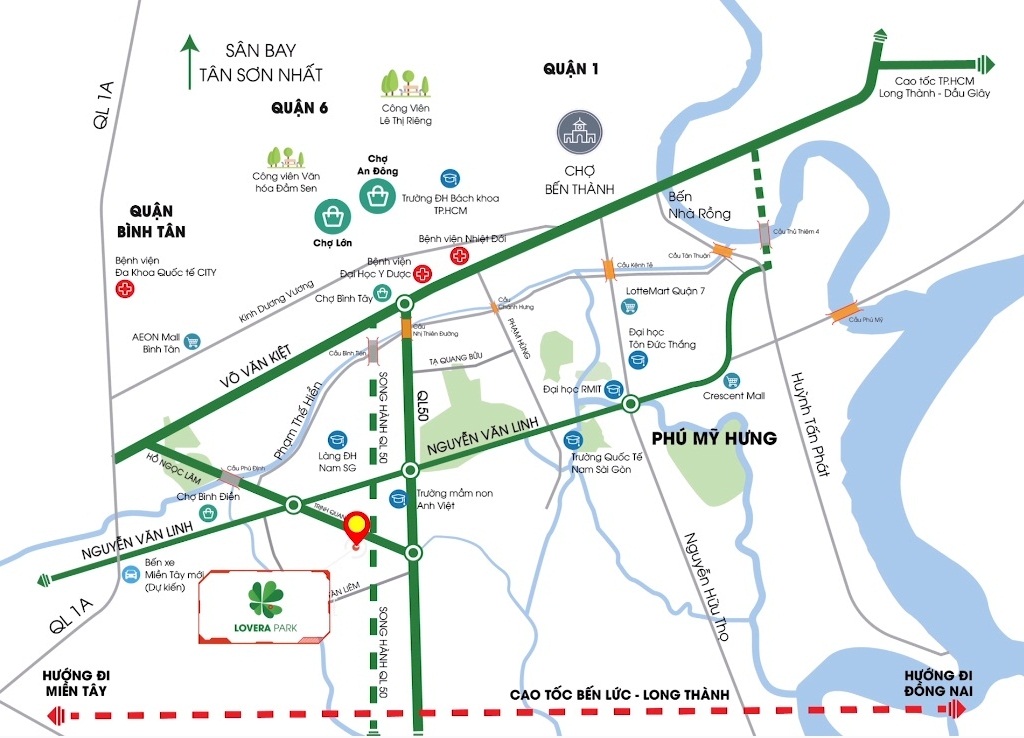 SÂN BAY
TÂN SƠN NHẤT
QUẬN 1
QUẬN 6
Cao tốc TP.HCM
Long Thành - Dầu Giây
QL 1A
Công Viên
Lê Thị Riêng
Chợ
An Đông
CHỢ
BẾN THÀNH
Công viên Văn
hóa Đầm Sen
Trường ĐH Bách khoa
TP.HCM
Bến
Nhà Rồng
QUẬN
BÌNH TÂN
Chợ Lớn
Cầu Thủ Thiêm 4
Bệnh viện Nhiệt Đới
Bệnh viện
Đa Khoa Quốc tế CITY
Bệnh viện
Đại Học Y Dược
Cầu Tân Thuận
Cầu Kênh Tẻ
Kinh Dương Vương
Chợ Bình Tây
LotteMart Quận 7
Cầu
Chánh Hưng
Cầu Phú Mỹ
Cầu
Nhị Thiên Đường
PHẠM HÙNG
AEON Mall
Bình Tân
Đại học
Tôn Đức Thắng
Cầu Bình Tiên
VÕ VĂN KIỆT
TẠ QUANG BỬU
Đại học RMIT
Crescent Mall
Phạm Thế Hiển
SONG HÀNH QL 50
QL50
Huỳnh Tấn Phát
NGUYỄN VĂN LINH
PHÚ MỸ HƯNG
Làng ĐH
Nam SG
Trường Quốc Tế
Nam Sài Gòn
HỒ NGỌC LÃM
Cầu Phú Định
Chợ Bình Điền
Trường mầm non
Anh Việt
TRỊNH QUANG
NGUYỄN VĂN LINH
Bến xe
Miền Tây mới
(Dự kiến)
Nguyễn Hữu Thọ
LIÊM
QL 1A
LOVERA PARK
SONG HÀNH QL 50
HƯỚNG ĐI
MIỀN TÂY
HƯỚNG ĐI
ĐỒNG NAI
CAO TỐC BẾN LỨC - LONG THÀNH